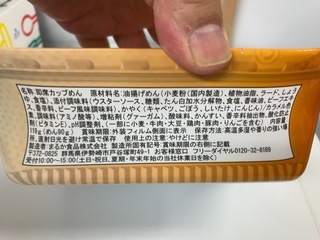 名称:即席カップめん 原材料名:油揚げめん(小麦粉(国内製造)、植物油脂、ラード、しょうゆ、食塩)、添付調味料(ウスターソース、糖類、たん白加水分解物、食塩、香味油、ビーフエキス、香辛料、ビーフ風味調味料)、かやく(キャベツ、ごぼう、しいたけ、にんじん)/カラメル色素、調味料(アミノ酸等)、増粘剤(グァーガム)、酸味料、かんすい、香辛料抽出物、酸化防止剤(ビタミンE)、pH調整剤、(一部に小麦・牛肉・大豆・鶏肉・豚肉・りんごを含む) 内容量:
119g(めん90g) 賞味期限:外装フィルム側面に表示 保存方法:高温多湿や香りの強い場所、直射日光を避けて常温で保存 使用上の注意:やけどに注意
製造者:まるか食品株式会社 製造所固有記号:賞味期限下段に記載
〒372-0825 群馬県伊勢崎市戸谷塚町49-1 お客様窓口 フリーダイヤル0120-32-8189
受付10:00~15:00(土日・祝日、夏期・年末年始の当社休業日を除く)